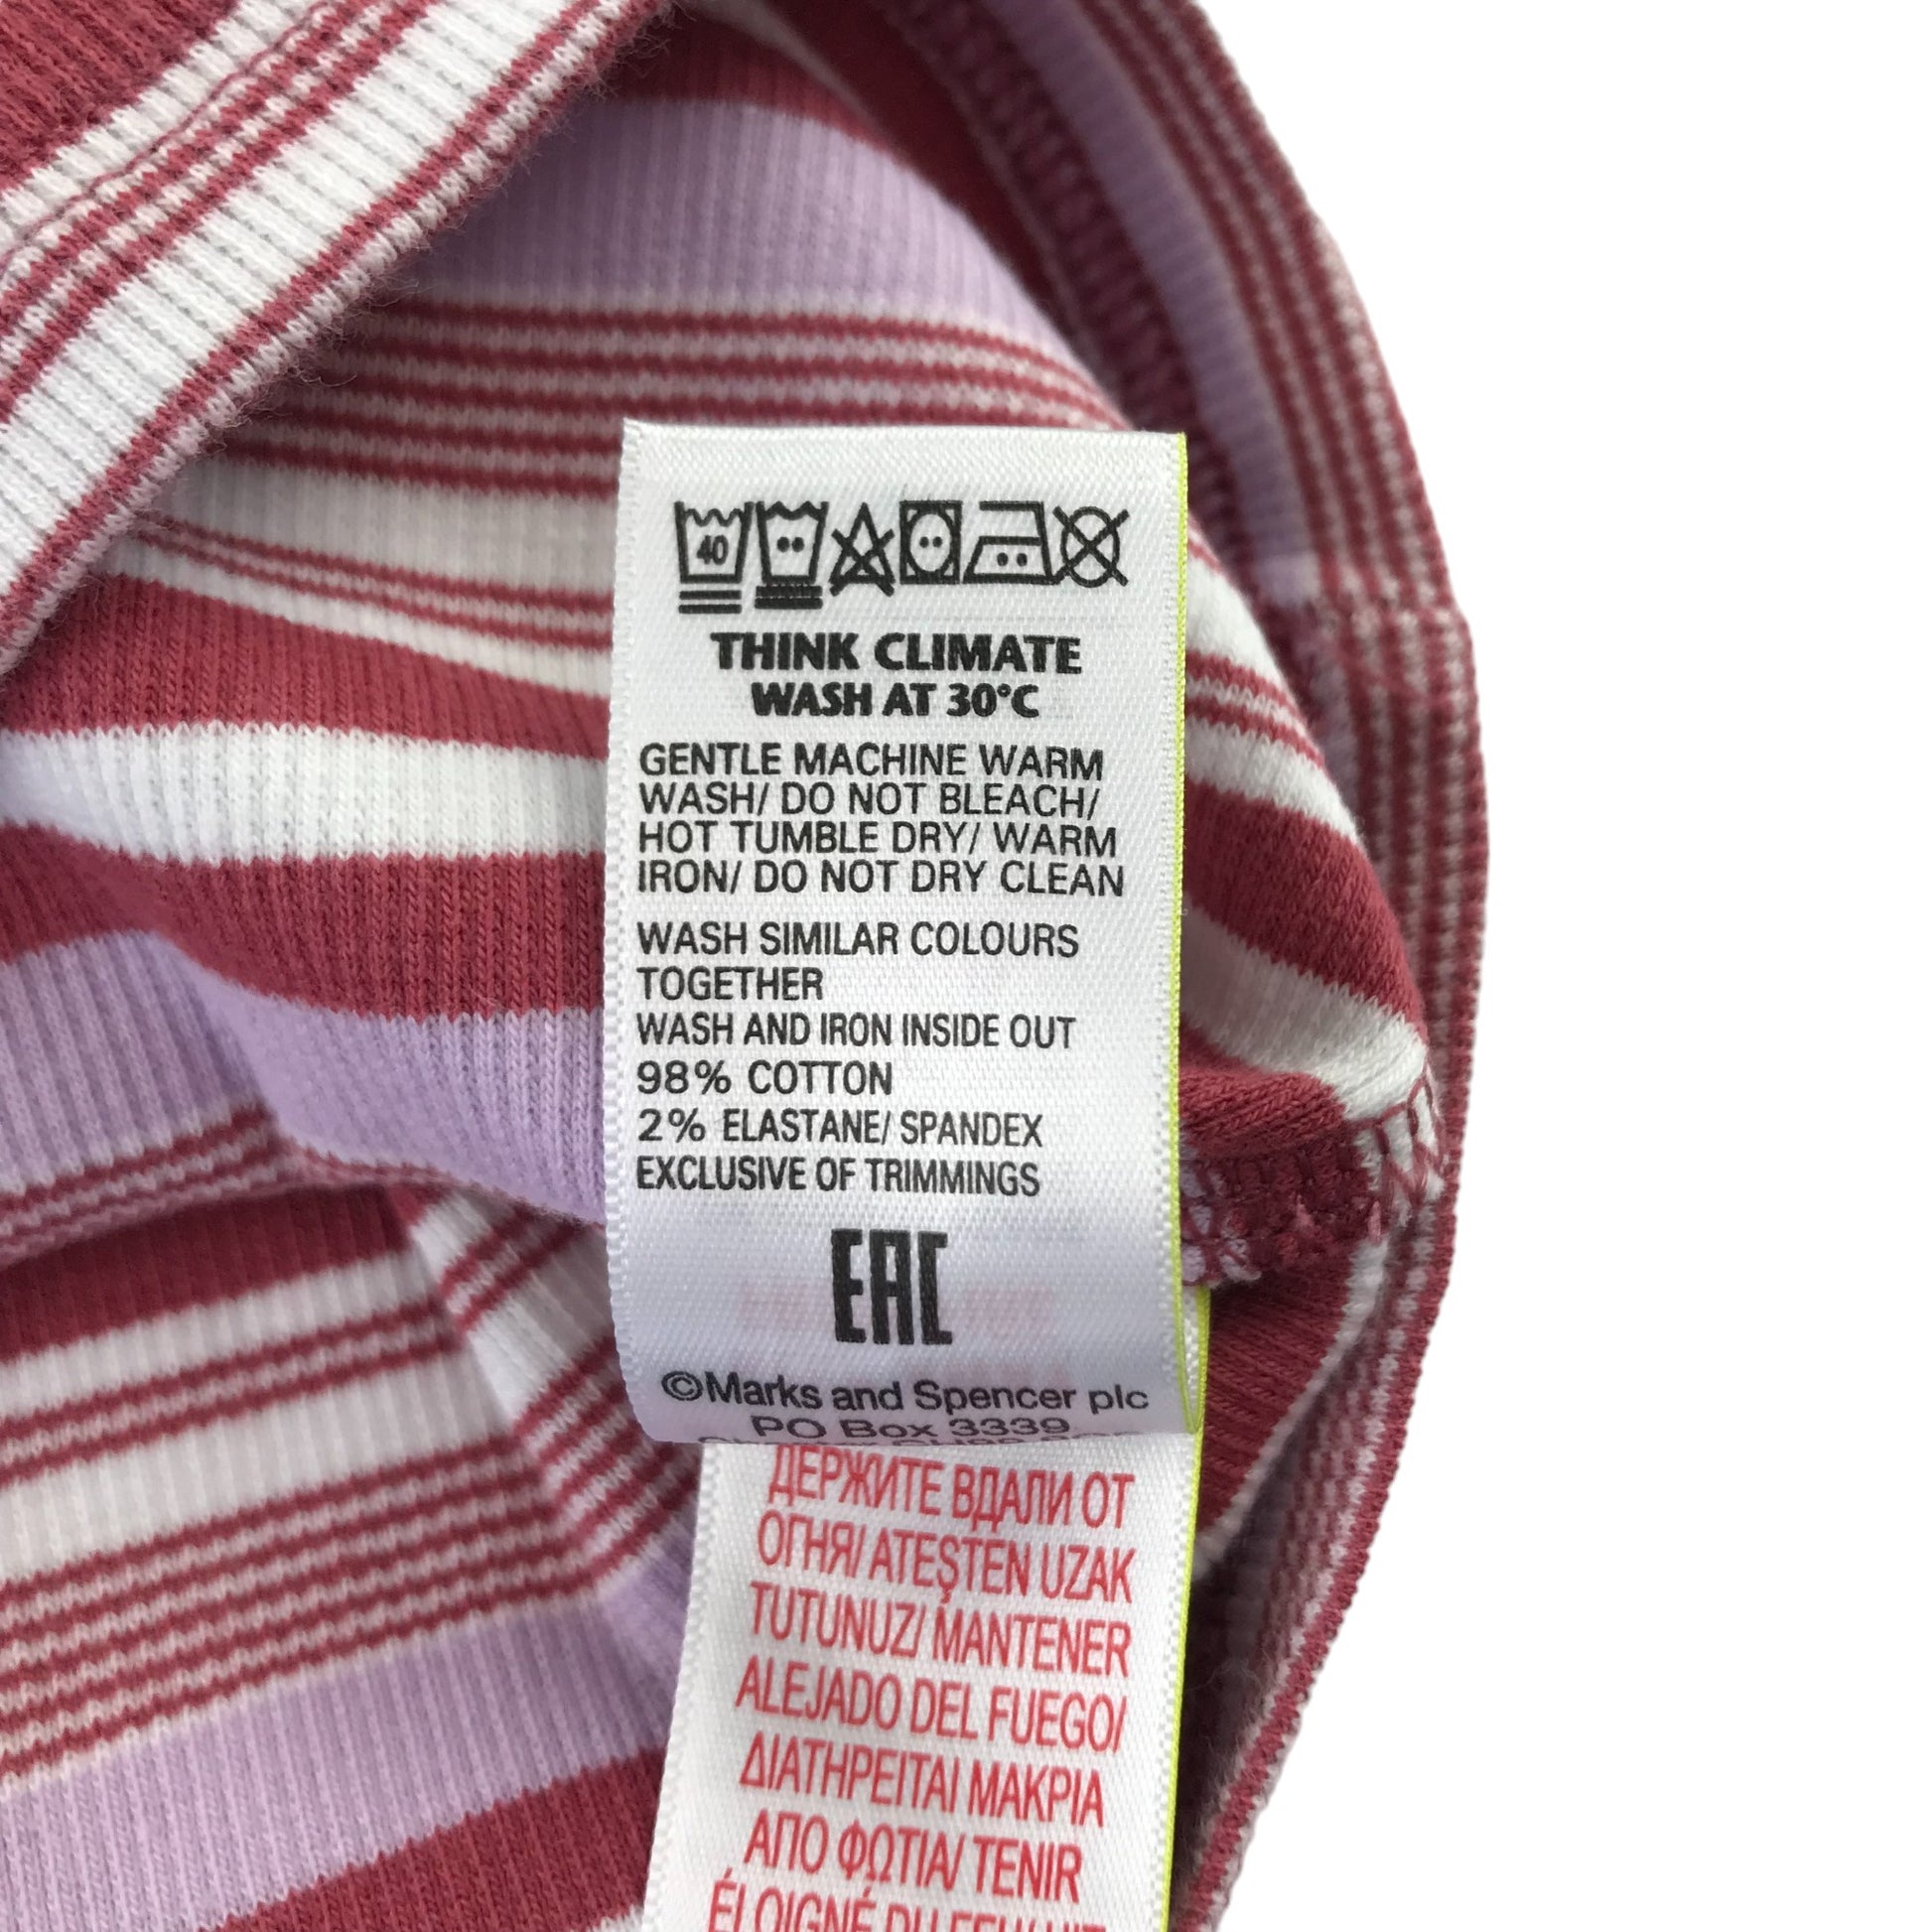 40
THINK CLIMATE
WASH AT 30°C
GENTLE MACHINE WARM
WASH/ DO NOT BLEACH/
HOT TUMBLE DRY/ WARM
IRON/ DO NOT DRY CLEAN
WASH SIMILAR COLOURS
TOGETHER
WASH AND IRON INSIDE OUT
98% COTTON
2% ELASTANE/ SPANDEX
EXCLUSIVE OF TRIMMINGS
EAC
©Marks and Spencer plc
PO Box 3339
ДЕРЖИТЕ ВДАЛИ ОТ
ОГНЯ/ ATEŞTEN UZAK
TUTUNUZ/ MANTENER
ALEJADO DEL FUEGO/
ΔΙΑΤΗΡΕΙΤΑΙ ΜΑΚΡΙΑ
ΑΠΟ ΦΩΤΙΑ/ TENIR
ÉLOIGNÉ DU FEU/